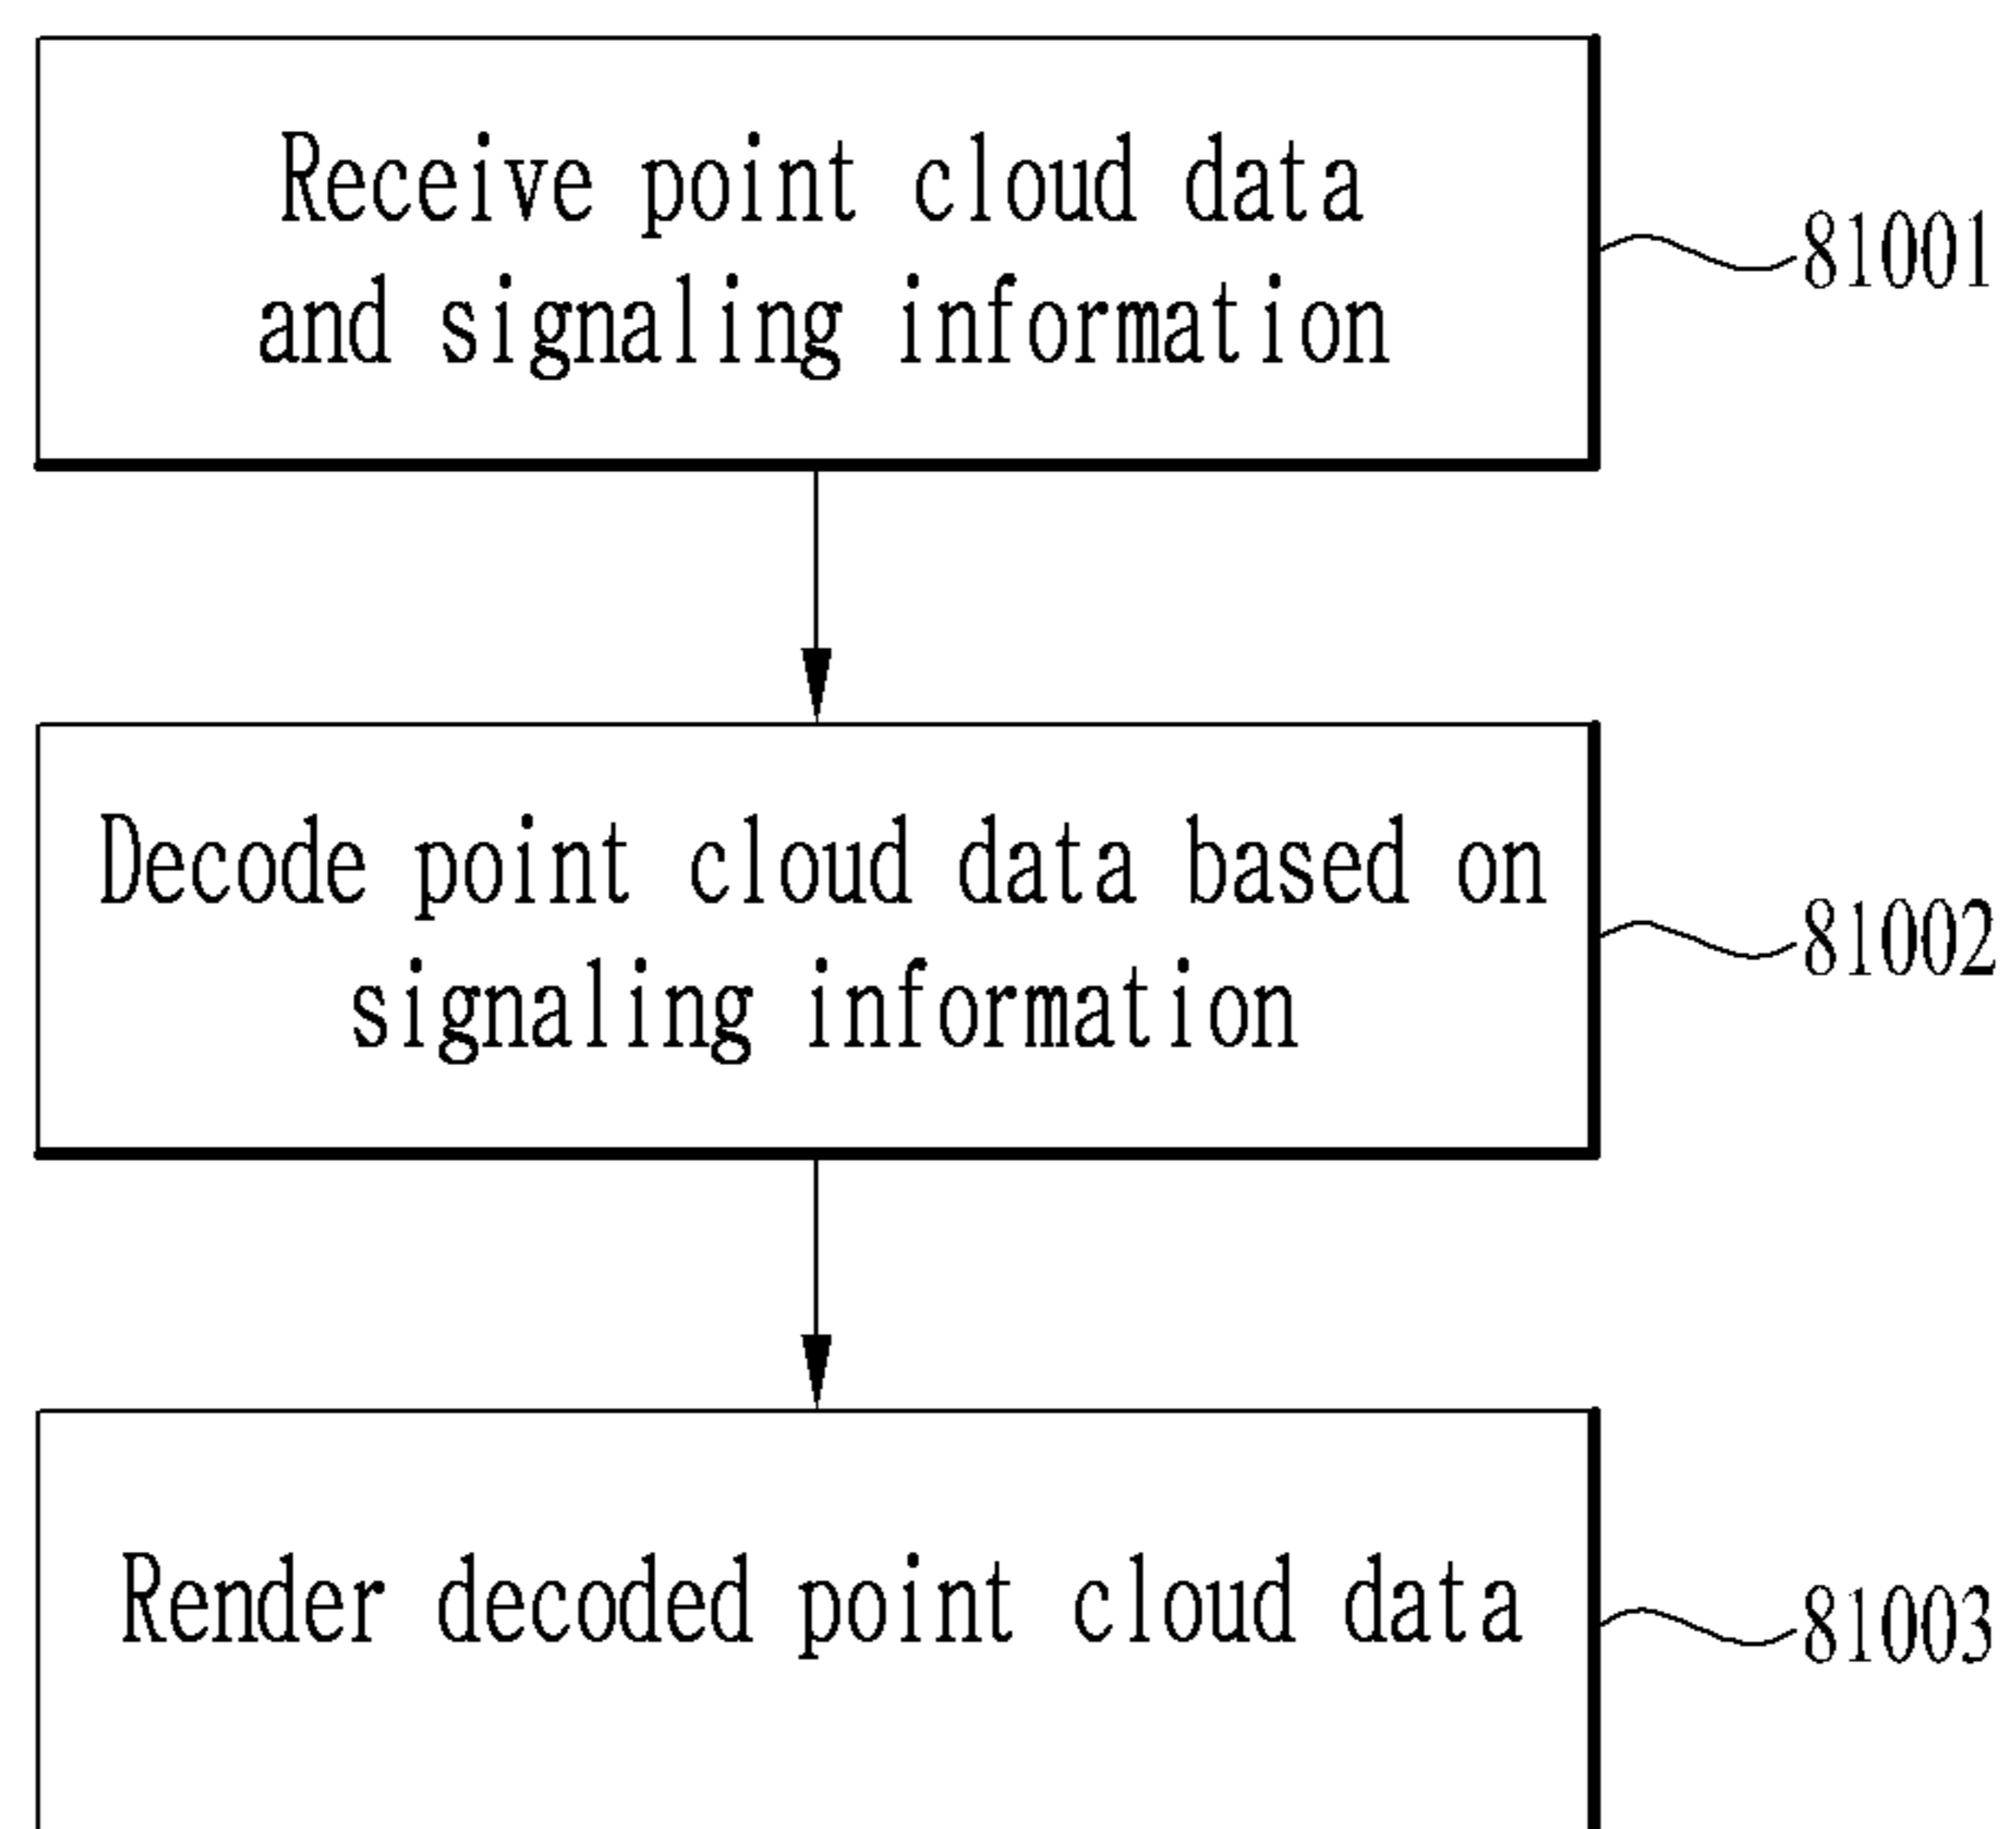 Receive point cloud data
and signaling information
81001
Decode point cloud data based on
signaling information
81002
Render decoded point cloud data
81003